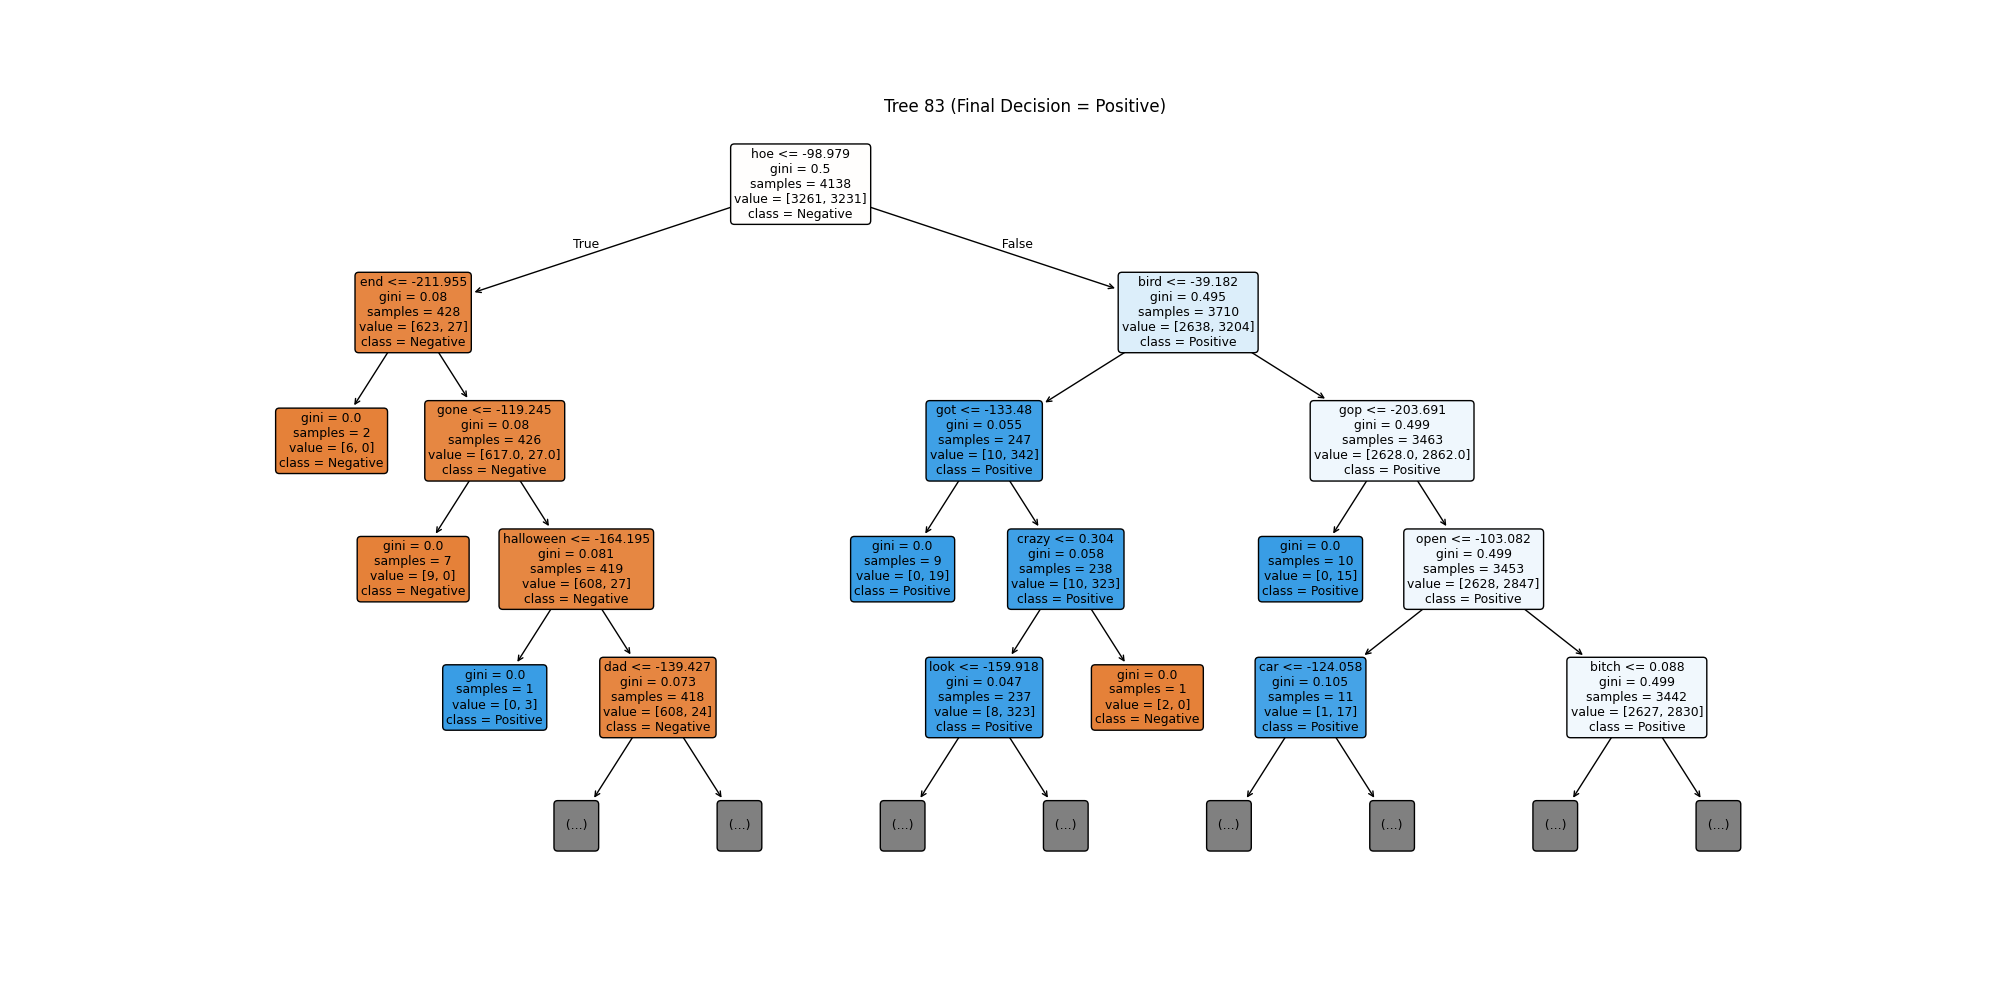 Tree 83 (Final Decision = Positive)
hoe <= -98.979
gini = 0.5
samples = 4138
value = [3261, 3231]
class = Negative
True
False
end <= -211.955
gini = 0.08
samples = 428
value = [623, 27]
class = Negative
bird <= -39.182
gini = 0.495
samples = 3710
value = [2638, 3204]
class = Positive
gini = 0.0
samples = 2
value = [6, 0]
class = Negative
gone <= -119.245
gini = 0.08
samples = 426
value = [617.0, 27.0]
class = Negative
got <= -133.48
gini = 0.055
samples = 247
value = [10, 342]
class = Positive
gop <= -203.691
gini = 0.499
samples = 3463
value = [2628.0, 2862.0]
class = Positive
gini = 0.0
samples = 7
value = [9, 0]
class = Negative
halloween <= -164.195
gini = 0.081
samples = 419
value = [608, 27]
class = Negative
gini = 0.0
samples = 9
value = [0, 19]
class = Positive
crazy <= 0.304
gini = 0.058
samples = 238
value = [10, 323]
class = Positive
gini = 0.0
samples = 10
value = [0, 15]
class = Positive
open <= -103.082
gini = 0.499
samples = 3453
value = [2628, 2847]
class = Positive
gini = 0.0
samples = 1
value = [0, 3]
class = Positive
dad <= -139.427
gini = 0.073
samples = 418
value = [608, 24]
class = Negative
look <= -159.918
gini = 0.047
samples = 237
value = [8, 323]
class = Positive
gini = 0.0
samples = 1
value = [2, 0]
class = Negative
car <= -124.058
gini = 0.105
samples = 11
value = [1, 17]
class = Positive
bitch <= 0.088
gini = 0.499
samples = 3442
value = [2627, 2830]
class = Positive
(...)
(...)
(...)
(...)
(...)
(...)
(...)
(...)